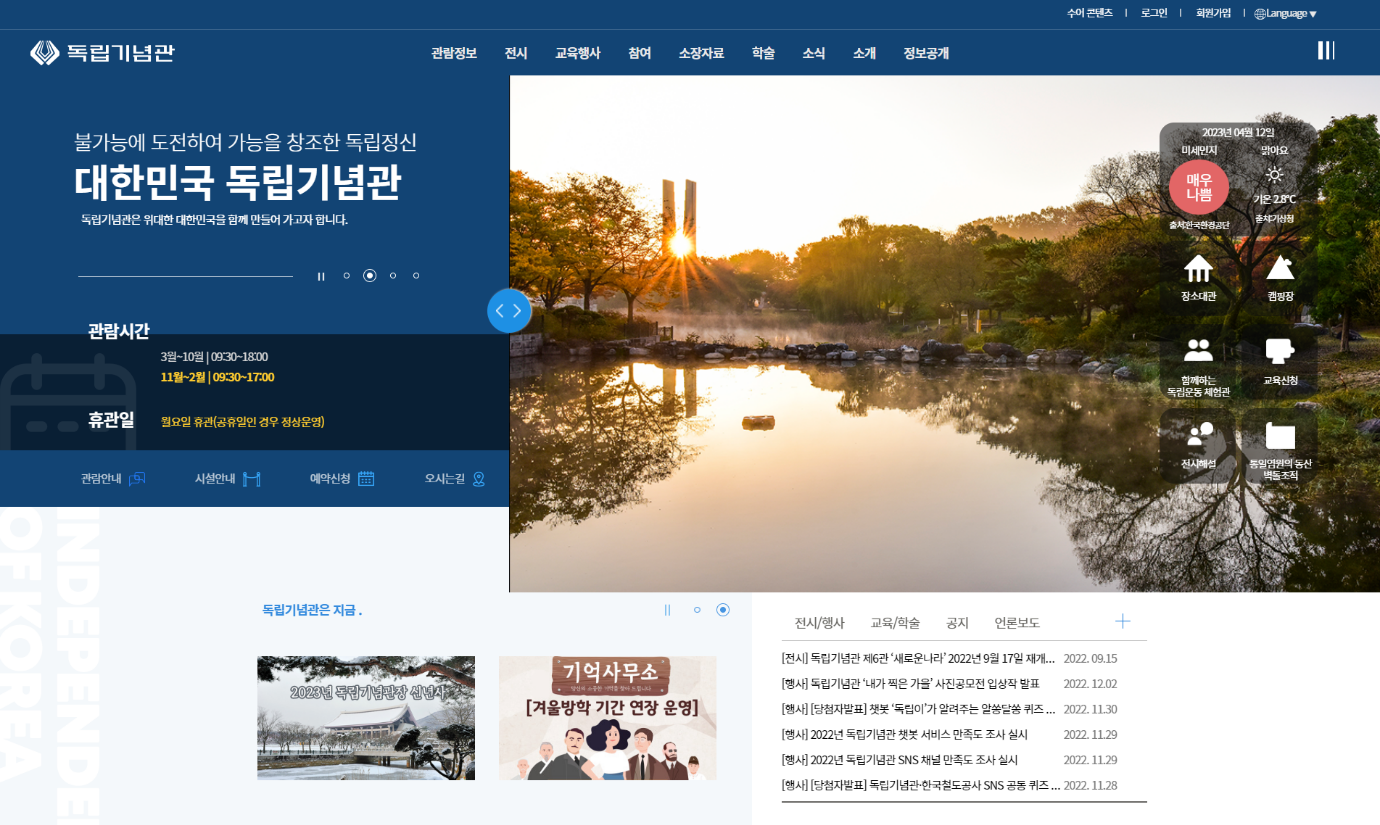 수어 콘텐츠 | 로그인 | 회원가입 | Language ▼
독립기념관
관람정보 전시 교육행사 참여 소장자료 학술 소식 소개 정보공개
불가능에 도전하여 가능을 창조한 독립정신
대한민국 독립기념관
독립기념관은 위대한 대한민국을 함께 만들어 가고자 합니다.
관람시간
3월~10월 | 09:30~18:00
11월~2월 | 09:30~17:00
휴관일
월요일 휴관(공휴일인 경우 정상운영)
관람안내 시설안내 예약신청 오시는길
2023년 04월 12일
미세먼지 맑아요
매우
나쁨
기온 2.8℃
출처:한국환경공단 출처:기상청
장소대관 캠핑장
함께하는
독립운동 체험관
교육신청
전시해설
통일염원의 동산
벽돌조적
INDEPENDE
OF KOREA
독립기념관은 지금 .
2023년 독립기념관장 신년사
기억사무소
[겨울방학 기간 연장 운영]
전시/행사 교육/학술 공지 언론보도
[전시] 독립기념관 제6관 ‘새로운나라’ 2022년 9월 17일 재개... 2022. 09.15
[행사] 독립기념관 ‘내가 찍은 가을’ 사진공모전 입상작 발표 2022. 12.02
[행사] [당첨자발표] 챗봇 ‘독립이’가 알려주는 알쏭달쏭 퀴즈 ... 2022. 11.30
[행사] 2022년 독립기념관 챗봇 서비스 만족도 조사 실시 2022. 11.29
[행사] 2022년 독립기념관 SNS 채널 만족도 조사 실시 2022. 11.29
[행사] [당첨자발표] 독립기념관·한국철도공사 SNS 공동 퀴즈 ... 2022. 11.28